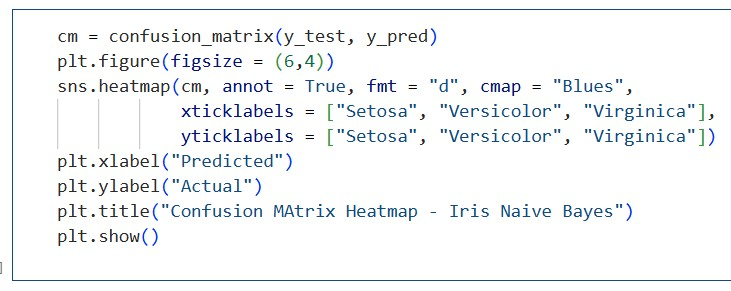 cm = confusion_matrix(y_test, y_pred)
plt.figure(figsize = (6,4))
sns.heatmap(cm, annot = True, fmt = "d", cmap = "Blues",
            xticklabels = ["Setosa", "Versicolor", "Virginica"],
            yticklabels = ["Setosa", "Versicolor", "Virginica"])
plt.xlabel("Predicted")
plt.ylabel("Actual")
plt.title("Confusion MAtrix Heatmap - Iris Naive Bayes")
plt.show()
]